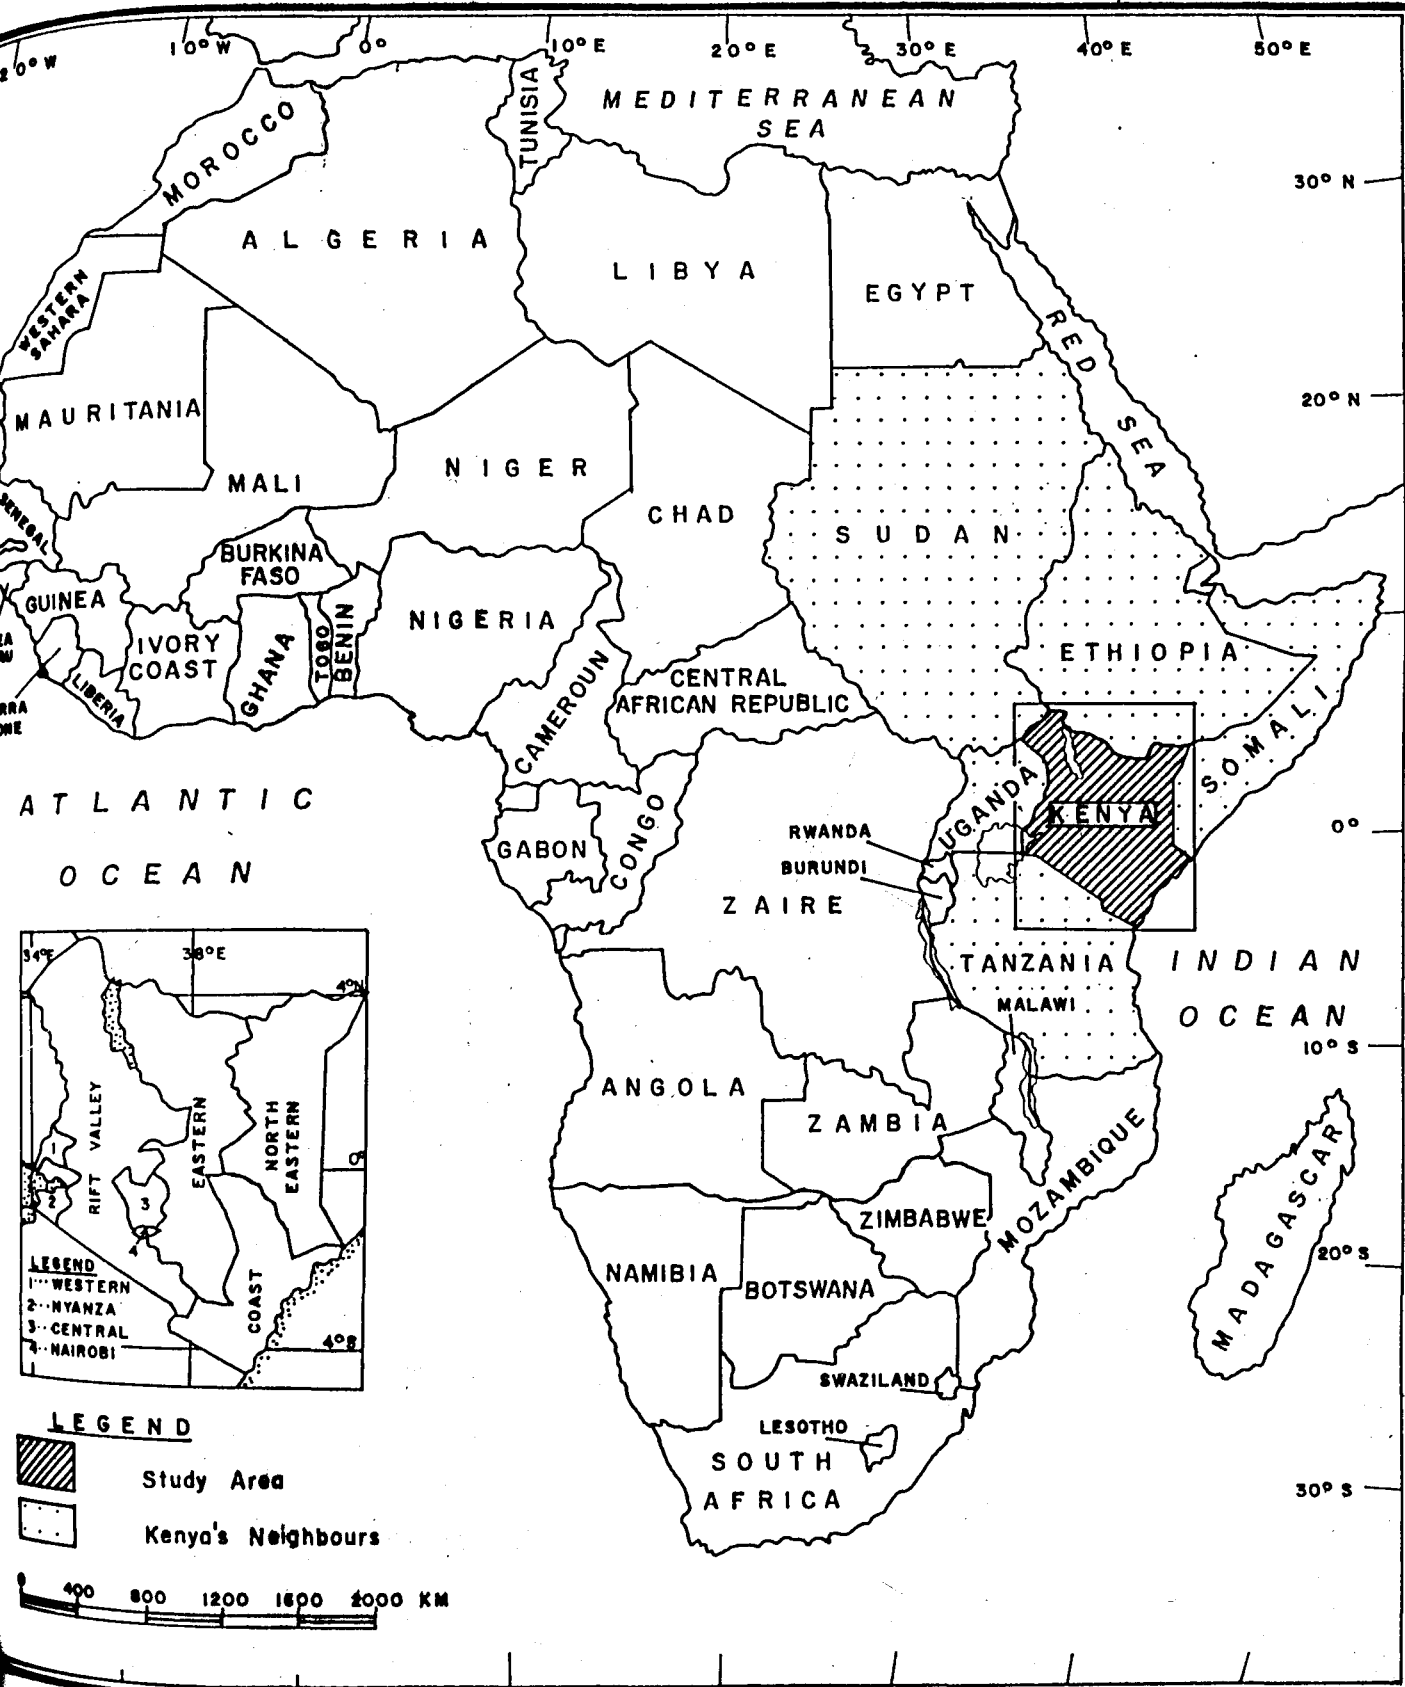 20° W
10° W
0°
10° E
20° E
30° E
40° E
50° E
MEDITERRANEAN
SEA
TUNISIA
MOROCCO
30° N
ALGERIA
LIBYA
EGYPT
WESTERN
SAHARA
RED SEA
20° N
MAURITANIA
MALI
NIGER
CHAD
SUDAN
SENEGAL
BURKINA
FASO
GUINEA
NIGERIA
IVORY
COAST
GHANA
TOGO
BENIN
LIBERIA
CAMEROUN
CENTRAL
AFRICAN REPUBLIC
ETHIOPIA
SOMALI
ATLANTIC
OCEAN
UGANDA
KENYA
0°
RWANDA
BURUNDI
GABON
CONGO
ZAIRE
TANZANIA
INDIAN
OCEAN
MALAWI
10° S
ANGOLA
ZAMBIA
MOZAMBIQUE
MADAGASCAR
ZIMBABWE
NAMIBIA
BOTSWANA
20° S
SWAZILAND
LESOTHO
SOUTH
AFRICA
30° S
34°E
38°E
4°N
RIFT VALLEY
EASTERN
NORTH
EASTERN
1
0°
2
3
4
COAST
LEGEND
1···WESTERN
2··NYANZA
3··CENTRAL
4··NAIROBI
4°S
LEGEND
Study Area
Kenya's Neighbours
0 400 800 1200 1600 2000 KM